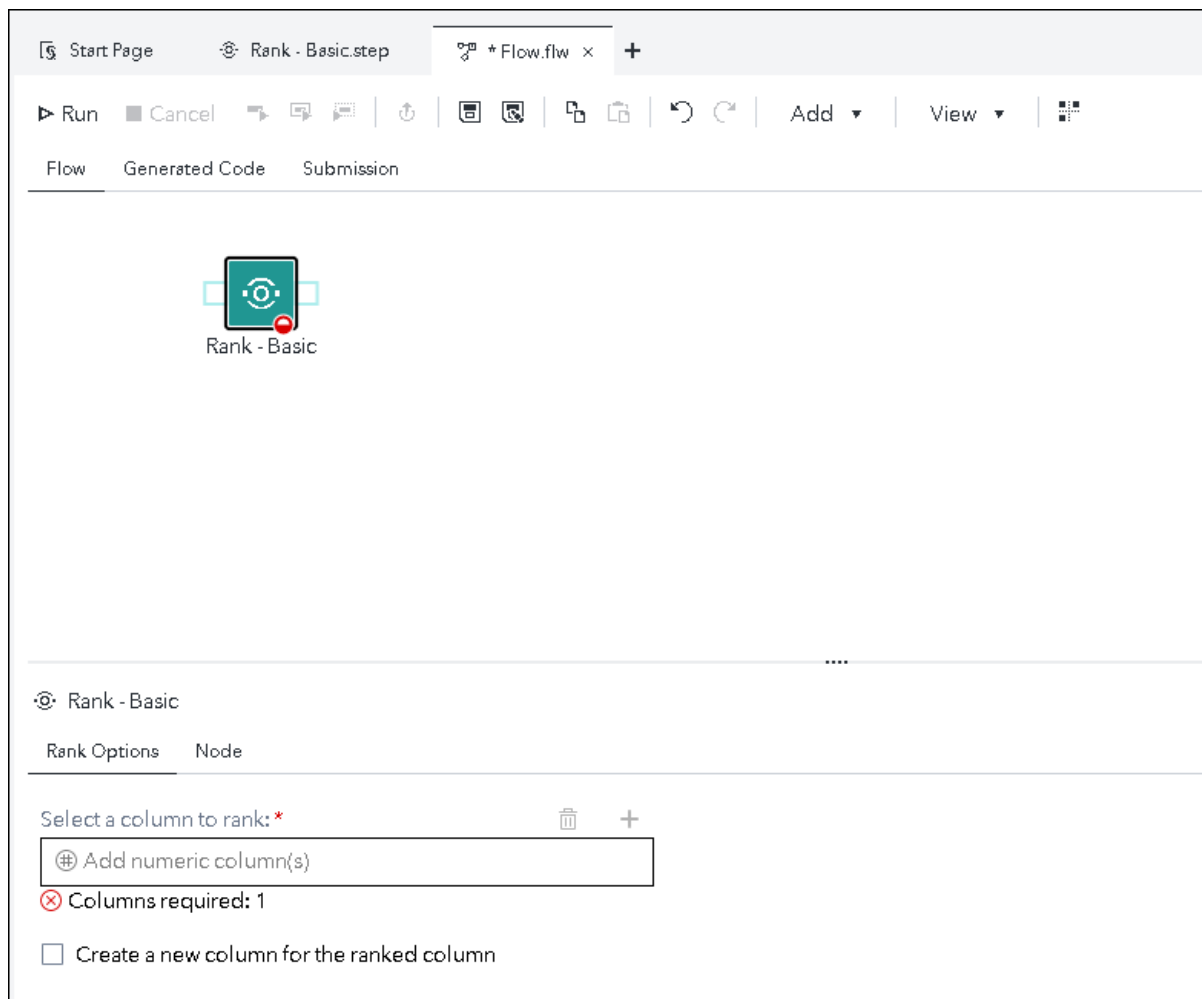 Start Page Rank - Basic.step * Flow.flw × +
Run Cancel Add View
Flow Generated Code Submission
Rank - Basic
Rank - Basic
Rank Options Node
Select a column to rank: *
Add numeric column(s)
Columns required: 1
Create a new column for the ranked column